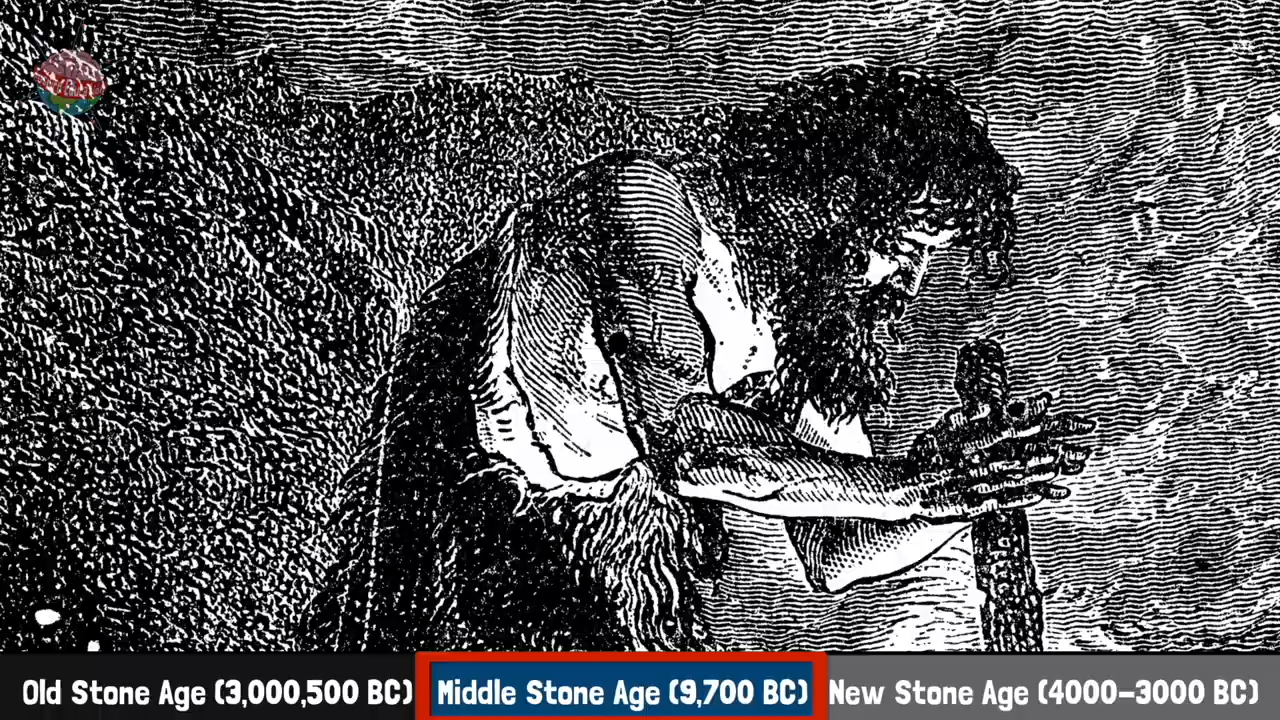 Old Stone Age (3,000,500 BC) Middle Stone Age (9,700 BC) New Stone Age (4000-3000 BC)